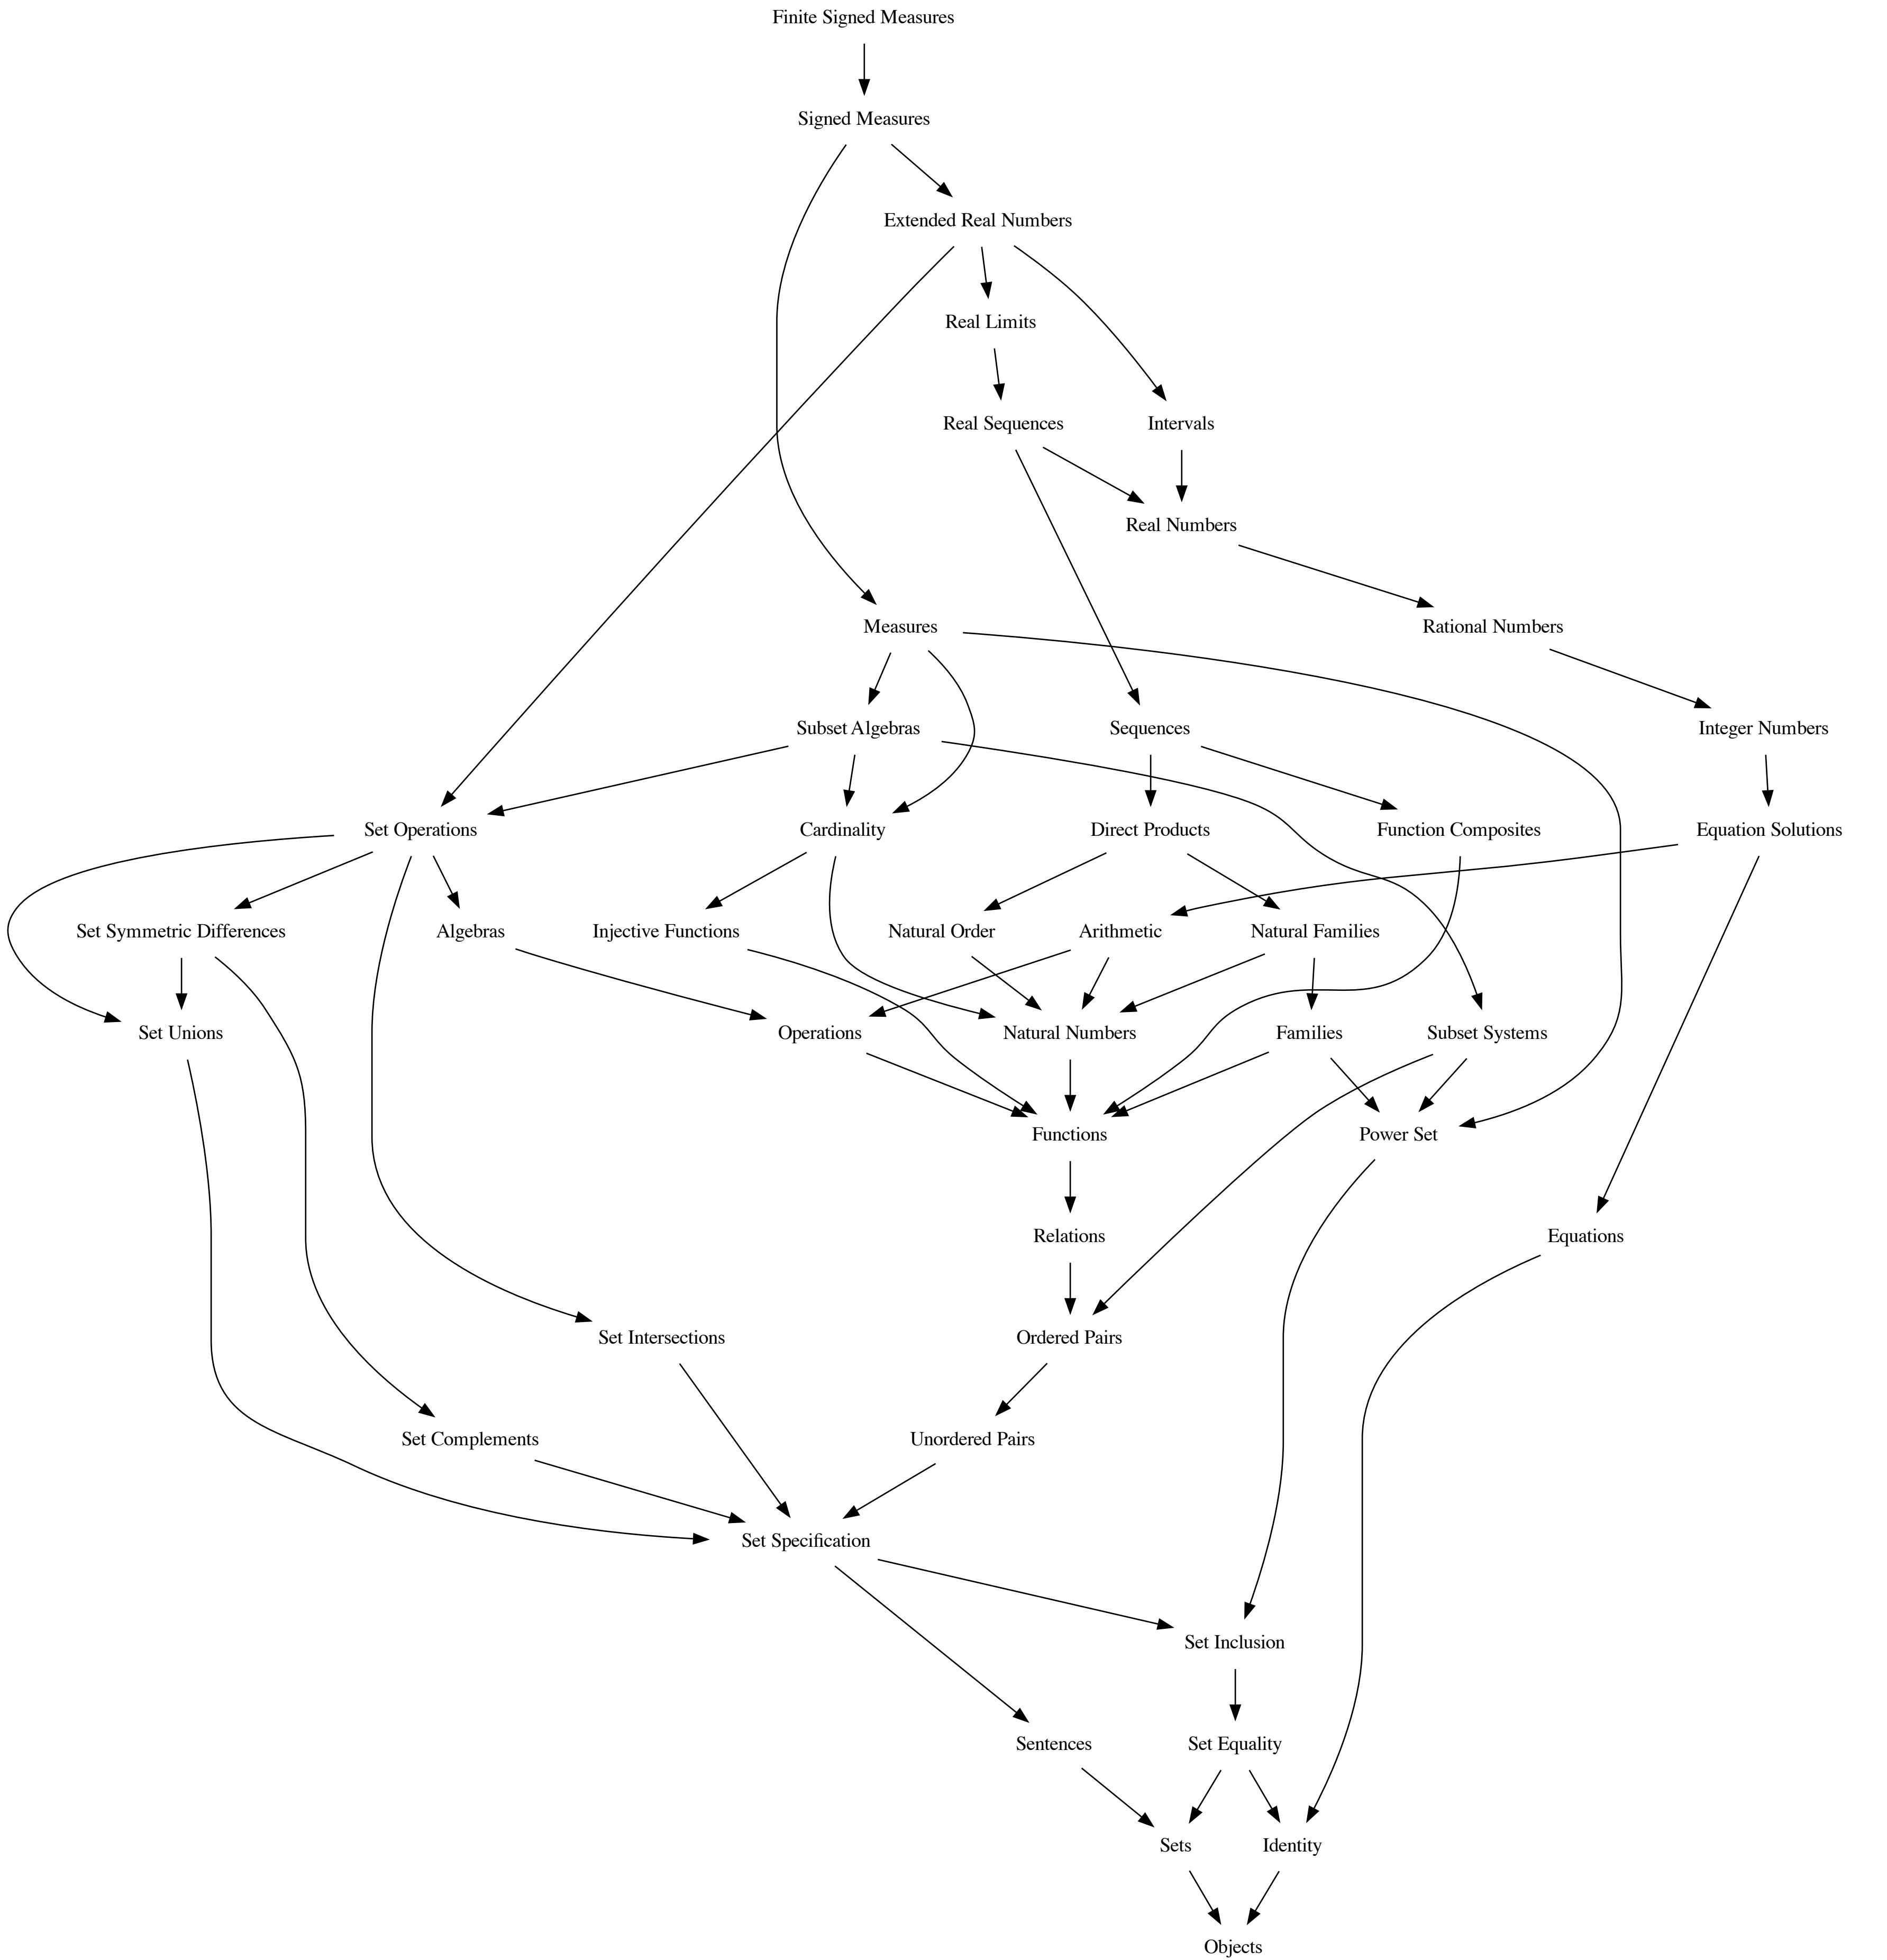 Finite Signed Measures
Signed Measures
Extended Real Numbers
Real Limits
Real Sequences
Intervals
Real Numbers
Measures
Rational Numbers
Subset Algebras
Sequences
Integer Numbers
Set Operations
Cardinality
Direct Products
Function Composites
Equation Solutions
Set Symmetric Differences
Algebras
Injective Functions
Natural Order
Arithmetic
Natural Families
Set Unions
Operations
Natural Numbers
Families
Subset Systems
Functions
Power Set
Relations
Equations
Set Intersections
Ordered Pairs
Set Complements
Unordered Pairs
Set Specification
Set Inclusion
Sentences
Set Equality
Sets
Identity
Objects